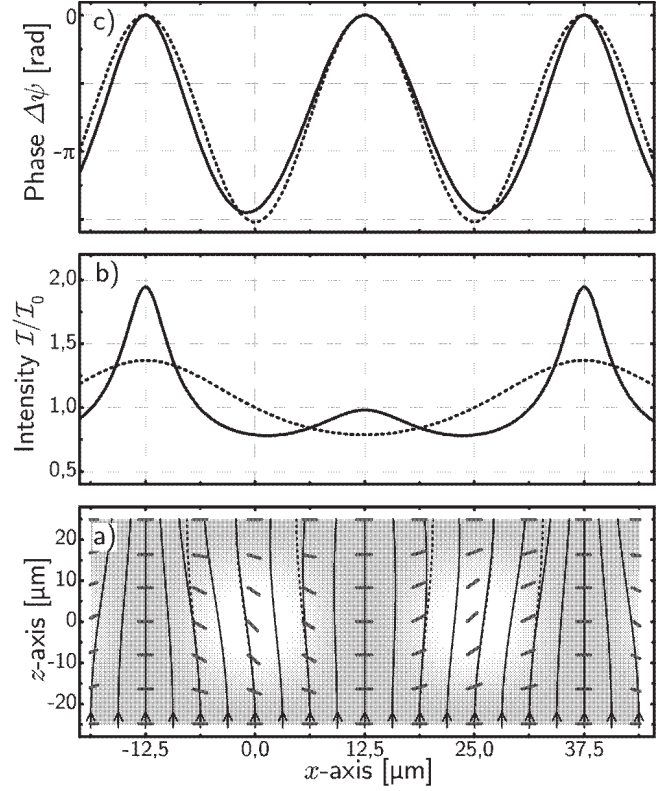 c)
Phase Δψ [rad]
0
-π
b)
Intensity I/I₀
2,0
1,5
1,0
0,5
a)
z-axis [μm]
20
10
0
-10
-20
-12,5 0,0 12,5 25,0 37,5
x-axis [μm]